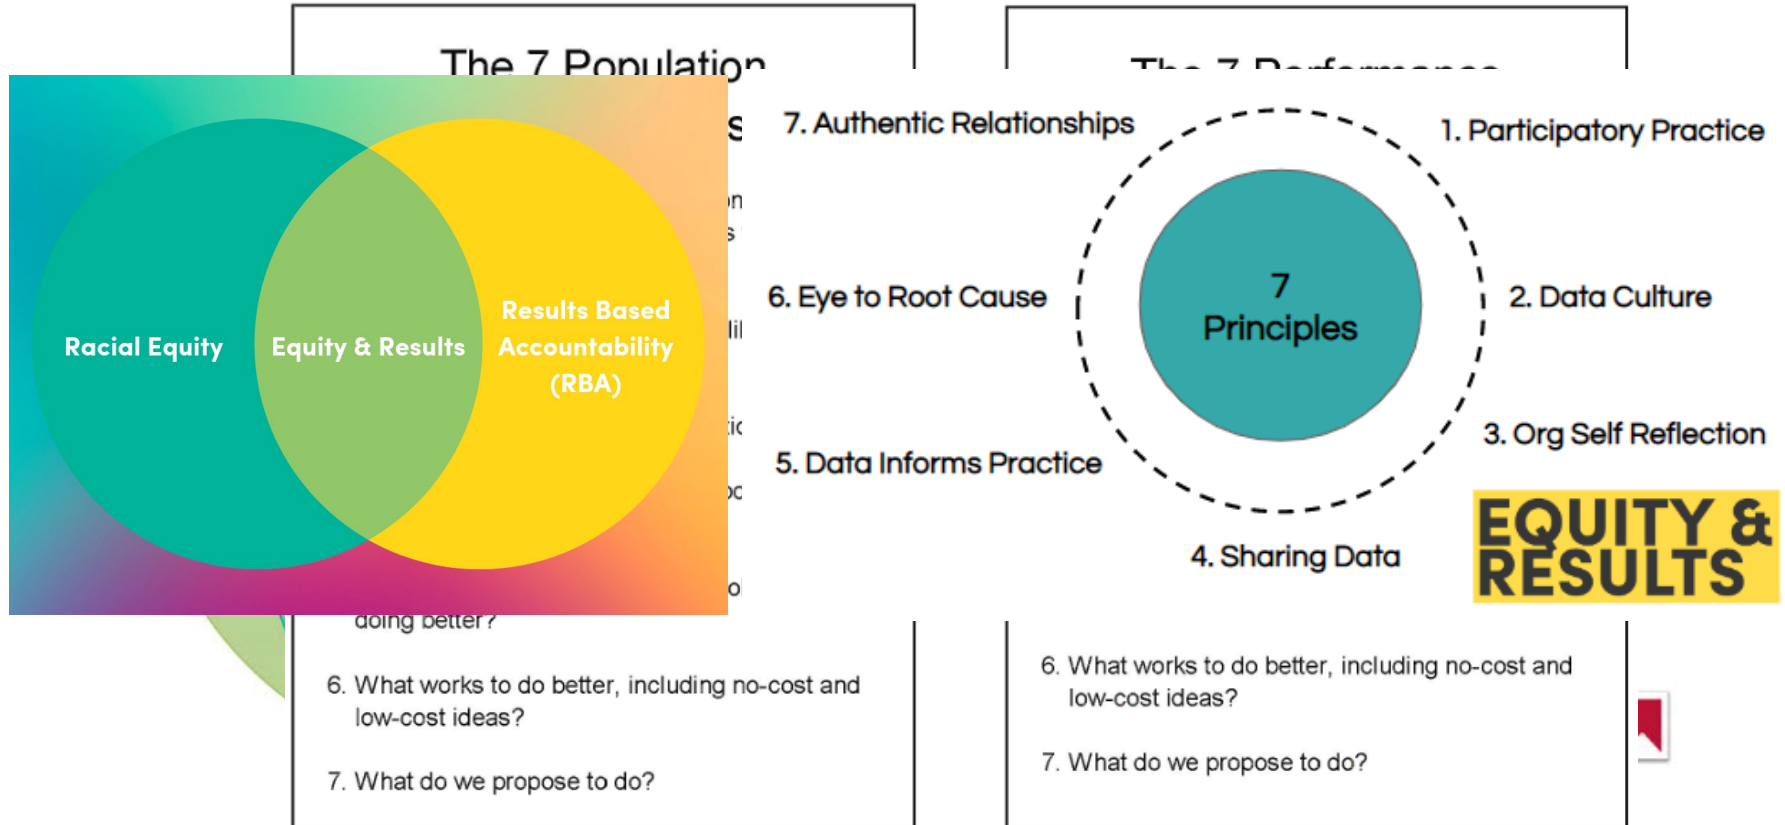 The 7 Population
The 7 Performance
Racial Equity
Equity & Results
Results Based
Accountability
(RBA)
7. Authentic Relationships
1. Participatory Practice
6. Eye to Root Cause
7
Principles
2. Data Culture
3. Org Self Reflection
5. Data Informs Practice
4. Sharing Data
EQUITY &
RESULTS
doing better?
6. What works to do better, including no-cost and
low-cost ideas?
7. What do we propose to do?
6. What works to do better, including no-cost and
low-cost ideas?
7. What do we propose to do?